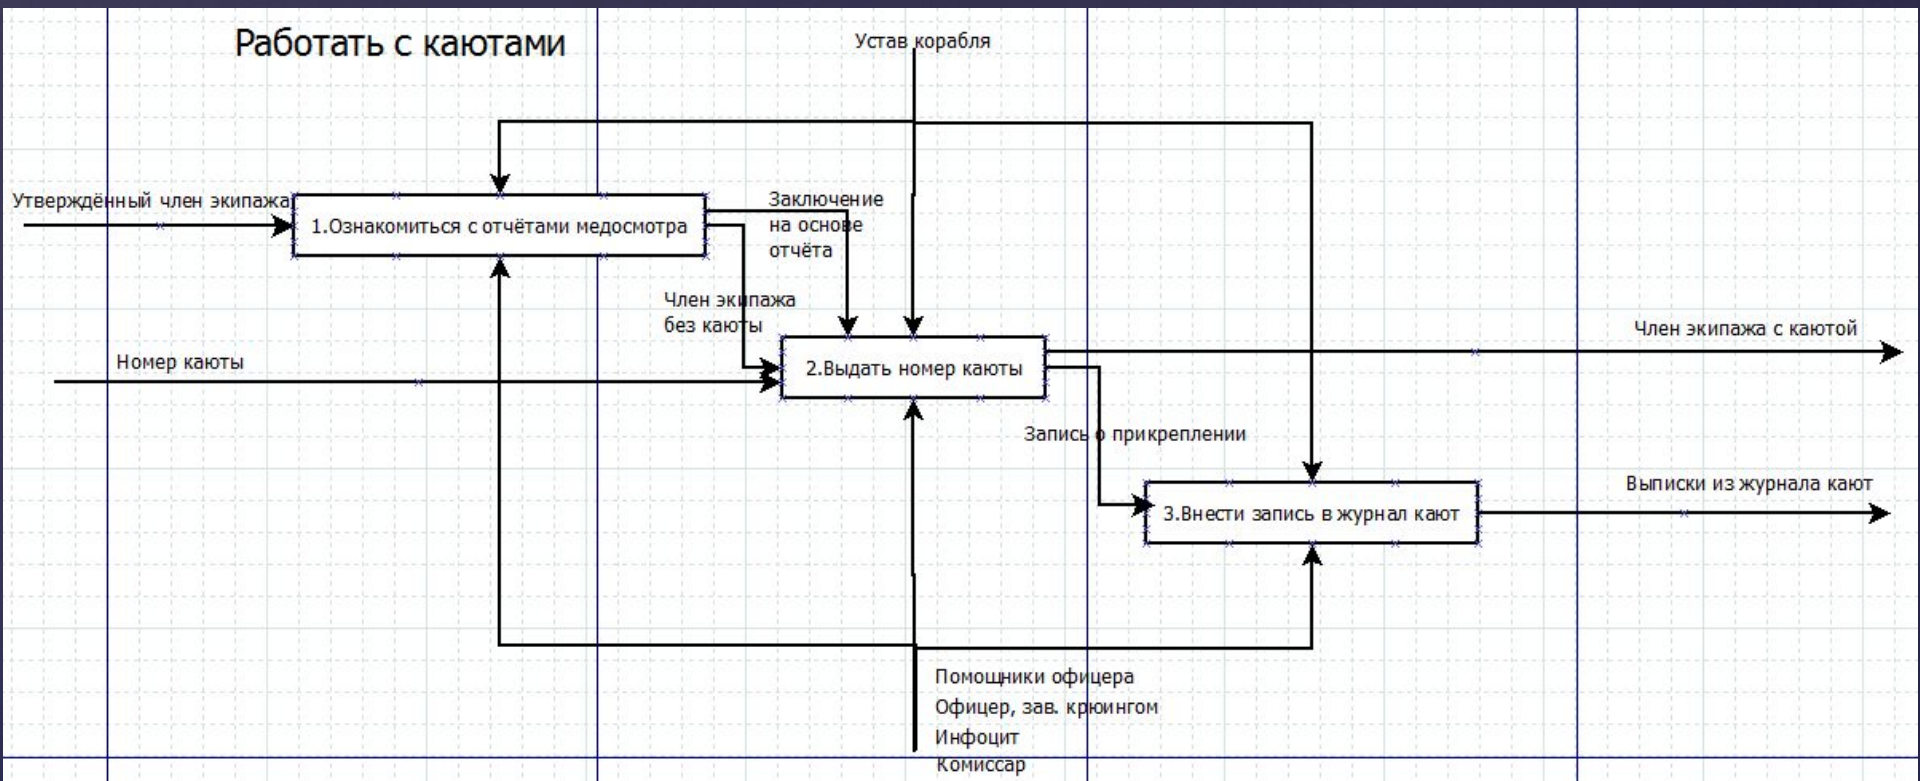 Работать с каютами
Устав корабля
Утверждённый член экипажа
1.Ознакомиться с отчётами медосмотра
Заключение
на основе
отчёта
Член экипажа
без каюты
Номер каюты
2.Выдать номер каюты
Член экипажа с каютой
Запись о прикреплении
3.Внести запись в журнал кают
Выписки из журнала кают
Помощники офицера
Офицер, зав. крюингом
Инфоцит
Комиссар